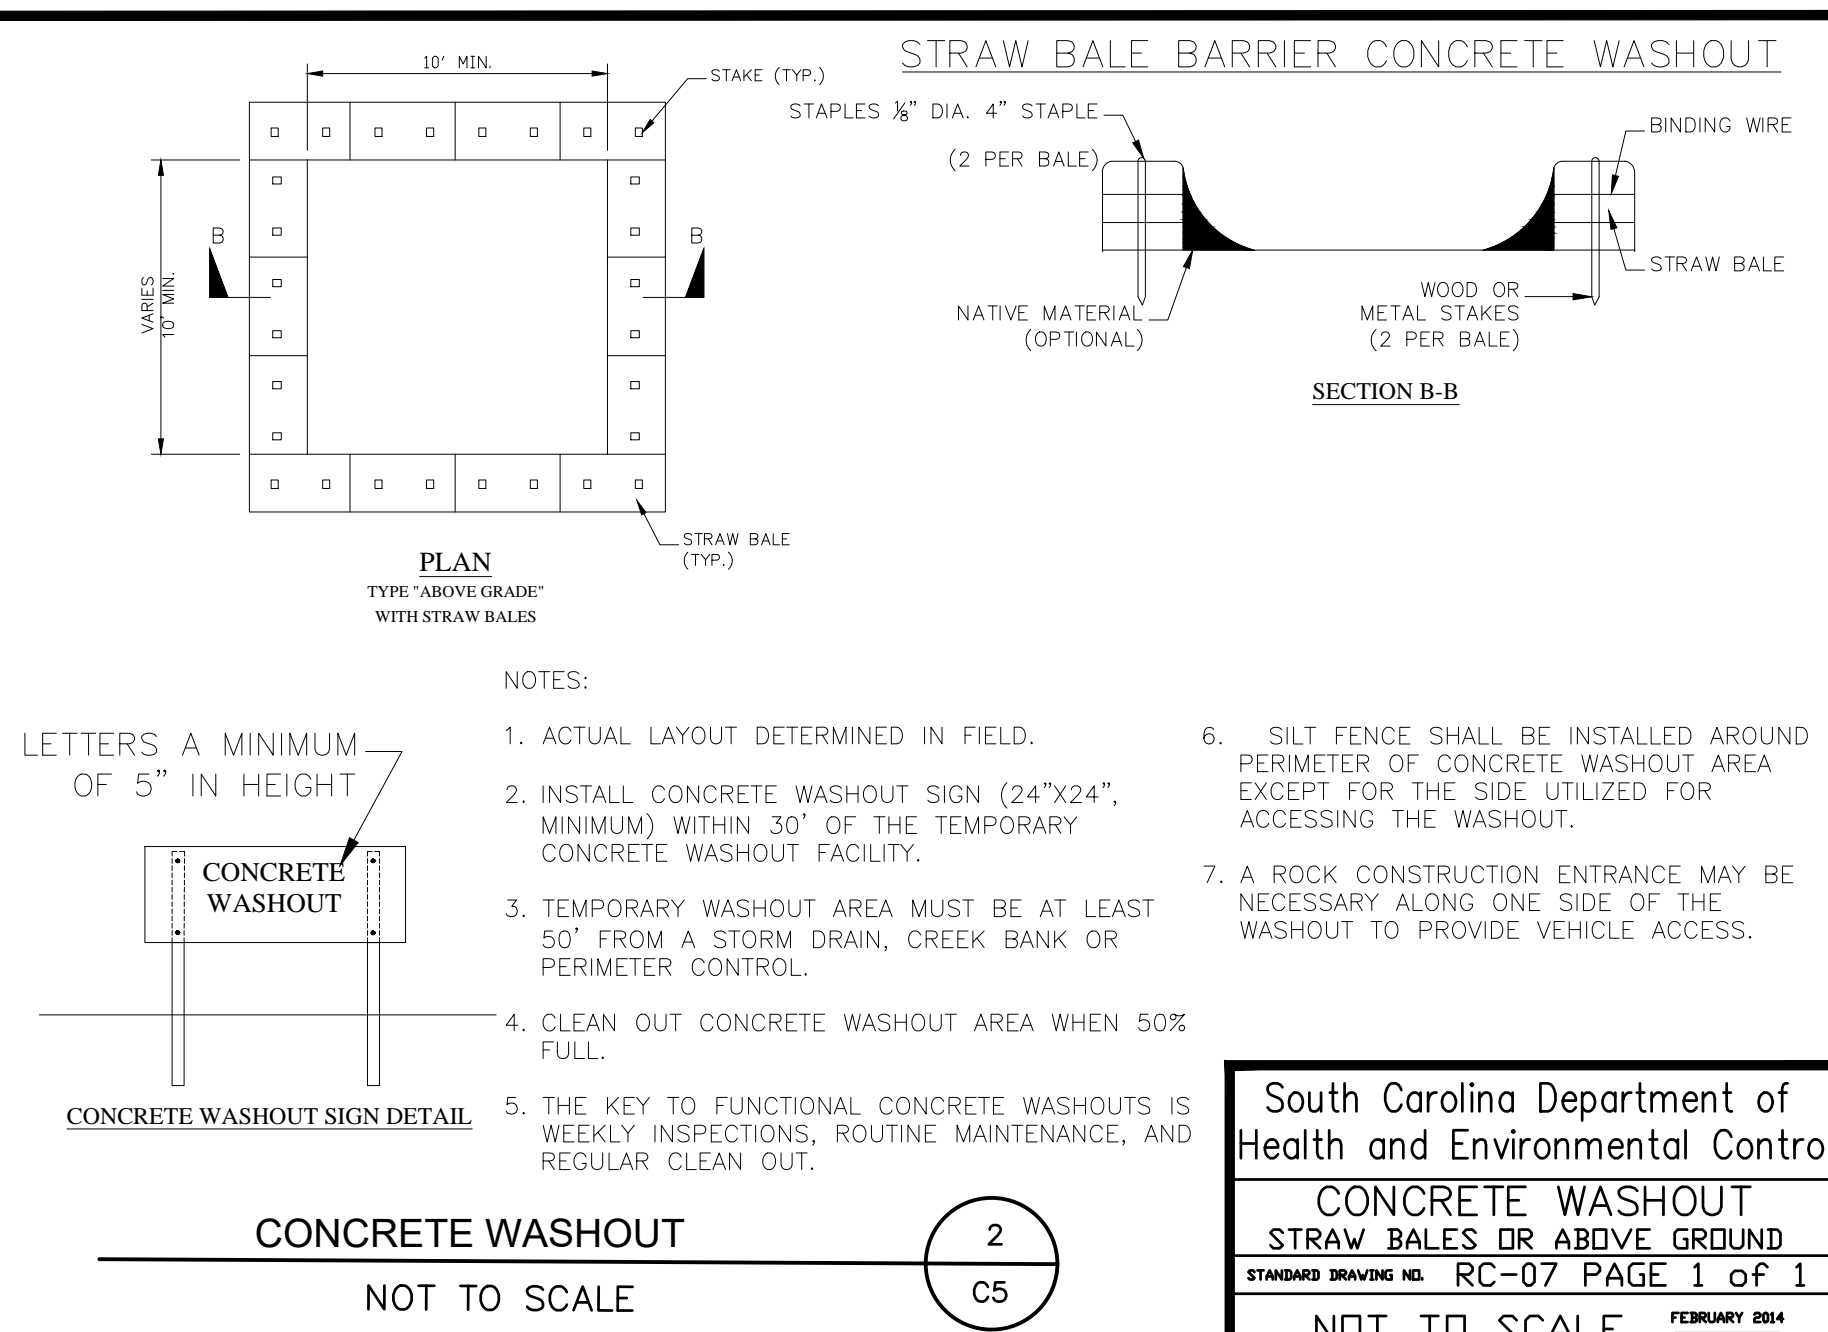 STRAW BALE BARRIER CONCRETE WASHOUT
10' MIN.
STAKE (TYP.)
B
B
VARIES
10' MIN.
STRAW BALE
(TYP.)
PLAN
TYPE "ABOVE GRADE"
WITH STRAW BALES
STAPLES ⅛" DIA. 4" STAPLE
(2 PER BALE)
BINDING WIRE
STRAW BALE
NATIVE MATERIAL
(OPTIONAL)
WOOD OR
METAL STAKES
(2 PER BALE)
SECTION B-B
LETTERS A MINIMUM
OF 5" IN HEIGHT
CONCRETE
WASHOUT
CONCRETE WASHOUT SIGN DETAIL
NOTES:
1. ACTUAL LAYOUT DETERMINED IN FIELD.
2. INSTALL CONCRETE WASHOUT SIGN (24"X24",
MINIMUM) WITHIN 30' OF THE TEMPORARY
CONCRETE WASHOUT FACILITY.
3. TEMPORARY WASHOUT AREA MUST BE AT LEAST
50' FROM A STORM DRAIN, CREEK BANK OR
PERIMETER CONTROL.
4. CLEAN OUT CONCRETE WASHOUT AREA WHEN 50%
FULL.
5. THE KEY TO FUNCTIONAL CONCRETE WASHOUTS IS
WEEKLY INSPECTIONS, ROUTINE MAINTENANCE, AND
REGULAR CLEAN OUT.
6. SILT FENCE SHALL BE INSTALLED AROUND
PERIMETER OF CONCRETE WASHOUT AREA
EXCEPT FOR THE SIDE UTILIZED FOR
ACCESSING THE WASHOUT.
7. A ROCK CONSTRUCTION ENTRANCE MAY BE
NECESSARY ALONG ONE SIDE OF THE
WASHOUT TO PROVIDE VEHICLE ACCESS.
CONCRETE WASHOUT
NOT TO SCALE
2
C5
South Carolina Department of
Health and Environmental Contro
CONCRETE WASHOUT
STRAW BALES OR ABOVE GROUND
STANDARD DRAWING NO. RC-07 PAGE 1 of 1
NOT TO SCALE FEBRUARY 2014